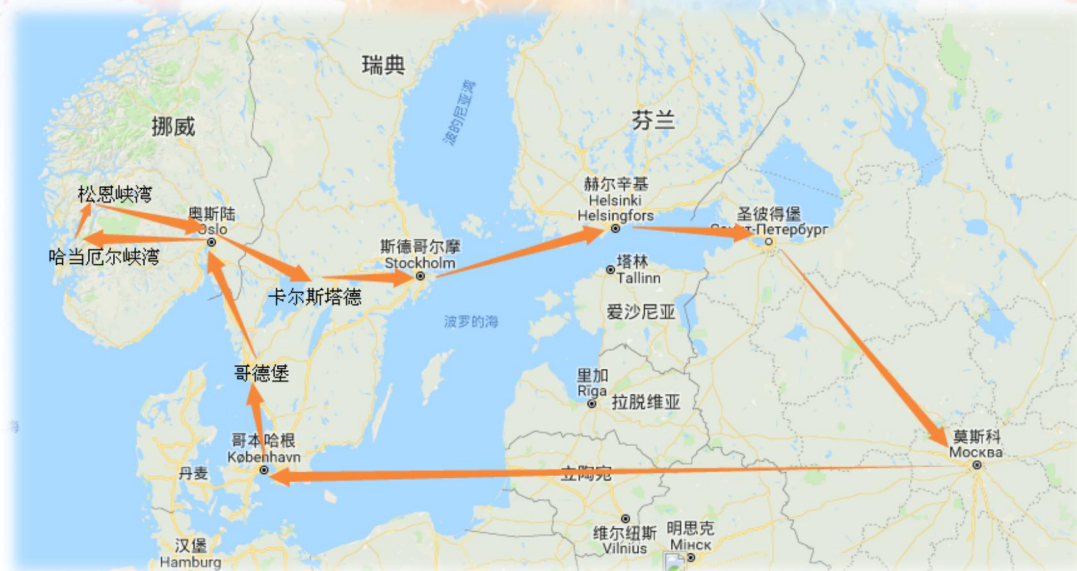 瑞典
挪威
波的尼亚湾
芬兰
松恩峡湾
奥斯陆
Oslo
哈当厄尔峡湾
赫尔辛基
Helsinki
Helsingfors
圣彼得堡
Санкт-Петербург
斯德哥尔摩
Stockholm
塔林
Tallinn
卡尔斯塔德
爱沙尼亚
波罗的海
哥德堡
里加
Rīga
拉脱维亚
哥本哈根
København
莫斯科
Москва
丹麦
立陶宛
维尔纽斯
Vilnius
明思克
Мінск
汉堡
Hamburg
海